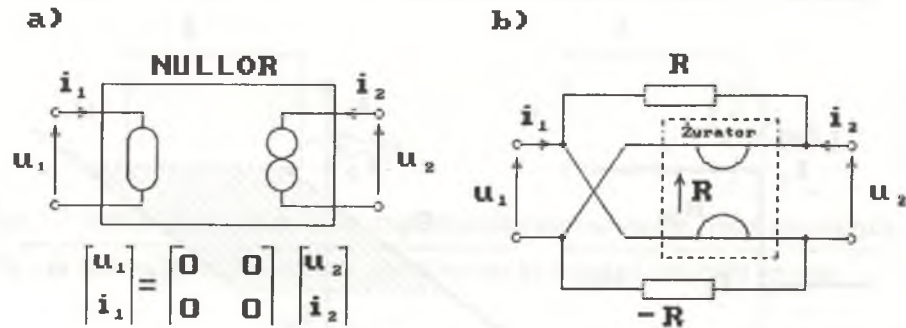 a)
NULLOR
i₁
i₂
u₁
u₂
u₁ = 0 0 u₂
i₁ 0 0 i₂
b)
R
i₁
Żyrator
i₂
u₁
R
u₂
-R